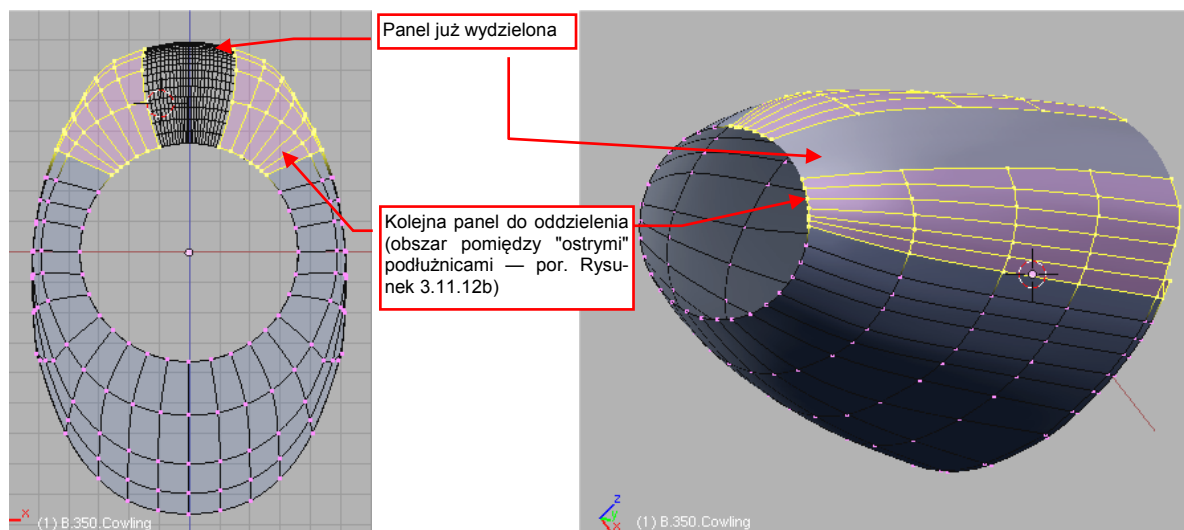 Panel już wydzielona
Kolejna panel do oddzielenia
(obszar pomiędzy "ostrymi"
podłużnicami — por. Rysu-
nek 3.11.12b)
x (1) B.350.Cowling
z
y
x (1) B.350.Cowling